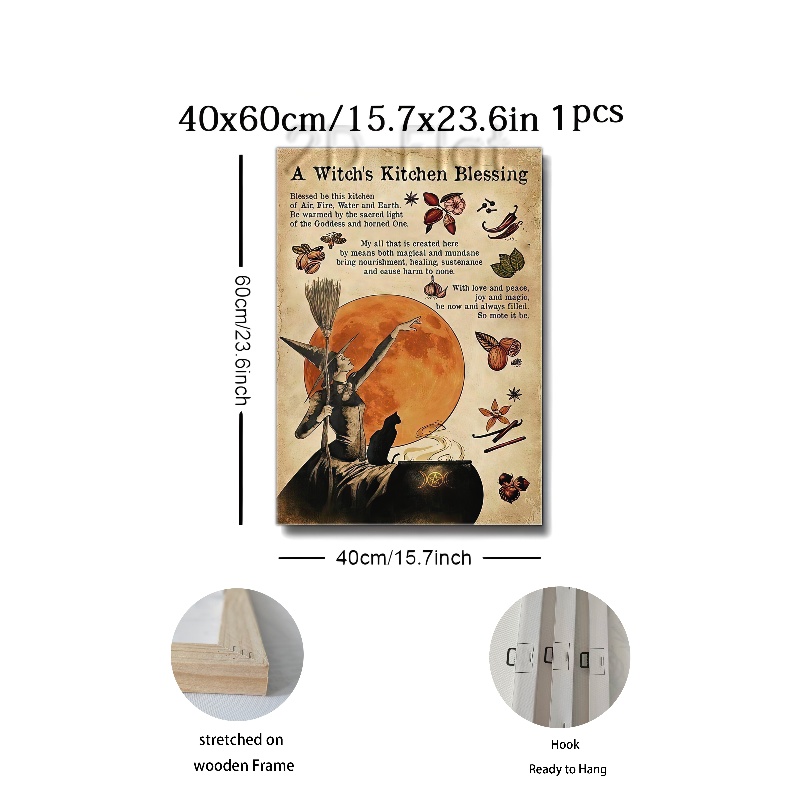 40x60cm/15.7x23.6in 1pcs
2D Flat
A Witch's Kitchen Blessing
Blessed be this kitchen
of Air, Fire, Water and Earth.
Be warmed by the sacred light
of the Goddess and horned One.
My all that is created here
by means both magical and mundane
bring nourishment, healing, sustenance
and cause harm to none.
With love and peace,
joy and magic,
be now and always filled.
So mote it be.
60cm/23.6inch
40cm/15.7inch
stretched on
wooden Frame
Hook
Ready to Hang